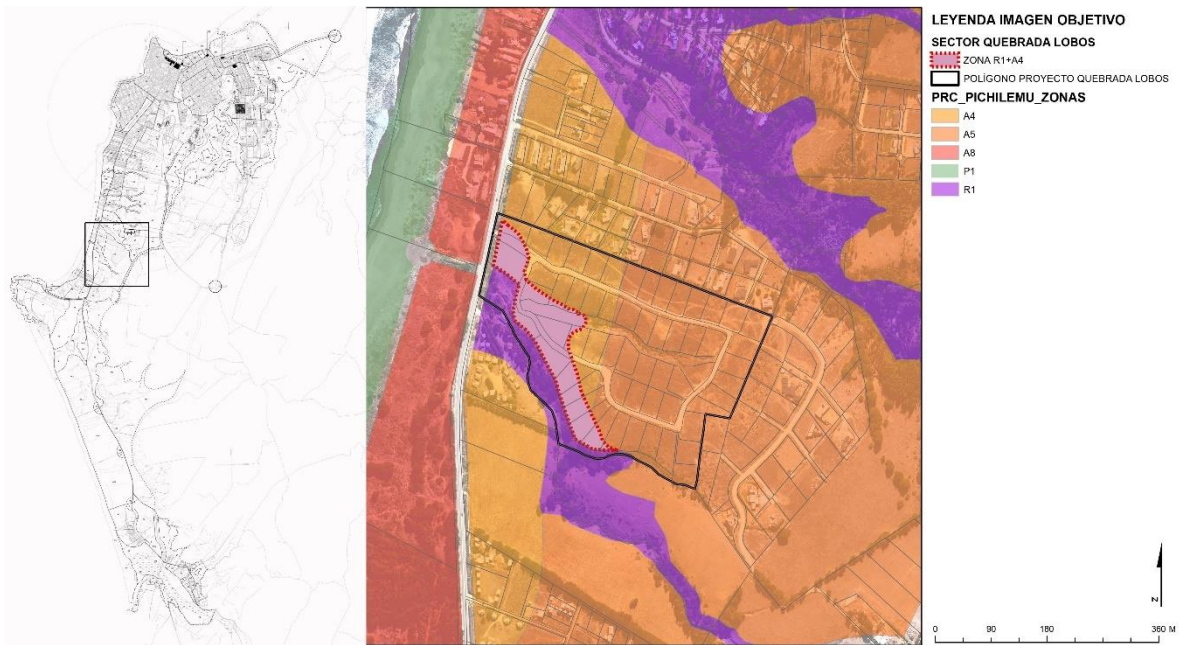 LEYENDA IMAGEN OBJETIVO
SECTOR QUEBRADA LOBOS
ZONA R1+A4
POLÍGONO PROYECTO QUEBRADA LOBOS
PRC_PICHILEMU_ZONAS
A4
A5
A8
P1
R1
N
0 90 180 360 M